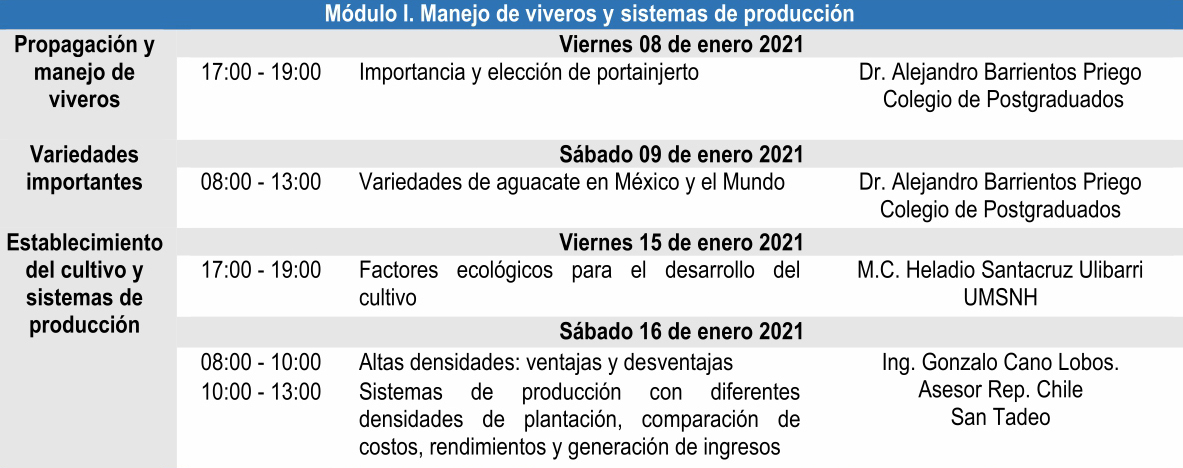 Módulo I. Manejo de viveros y sistemas de producción
Propagación y
manejo de
viveros
Viernes 08 de enero 2021
17:00 - 19:00
Importancia y elección de portainjerto
Dr. Alejandro Barrientos Priego
Colegio de Postgraduados
Variedades
importantes
Sábado 09 de enero 2021
08:00 - 13:00
Variedades de aguacate en México y el Mundo
Dr. Alejandro Barrientos Priego
Colegio de Postgraduados
Establecimiento
del cultivo y
sistemas de
producción
Viernes 15 de enero 2021
17:00 - 19:00
Factores ecológicos para el desarrollo del
cultivo
M.C. Heladio Santacruz Ulibarri
UMSNH
Sábado 16 de enero 2021
08:00 - 10:00
Altas densidades: ventajas y desventajas
10:00 - 13:00
Sistemas de producción con diferentes
densidades de plantación, comparación de
costos, rendimientos y generación de ingresos
Ing. Gonzalo Cano Lobos.
Asesor Rep. Chile
San Tadeo